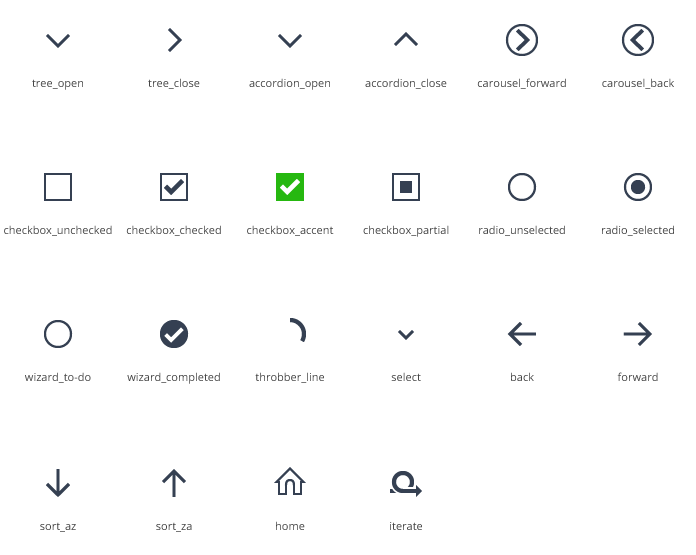 tree_open
tree_close
accordion_open
accordion_close
carousel_forward
carousel_back
checkbox_unchecked
checkbox_checked
checkbox_accent
checkbox_partial
radio_unselected
radio_selected
wizard_to-do
wizard_completed
throbber_line
select
back
forward
sort_az
sort_za
home
iterate